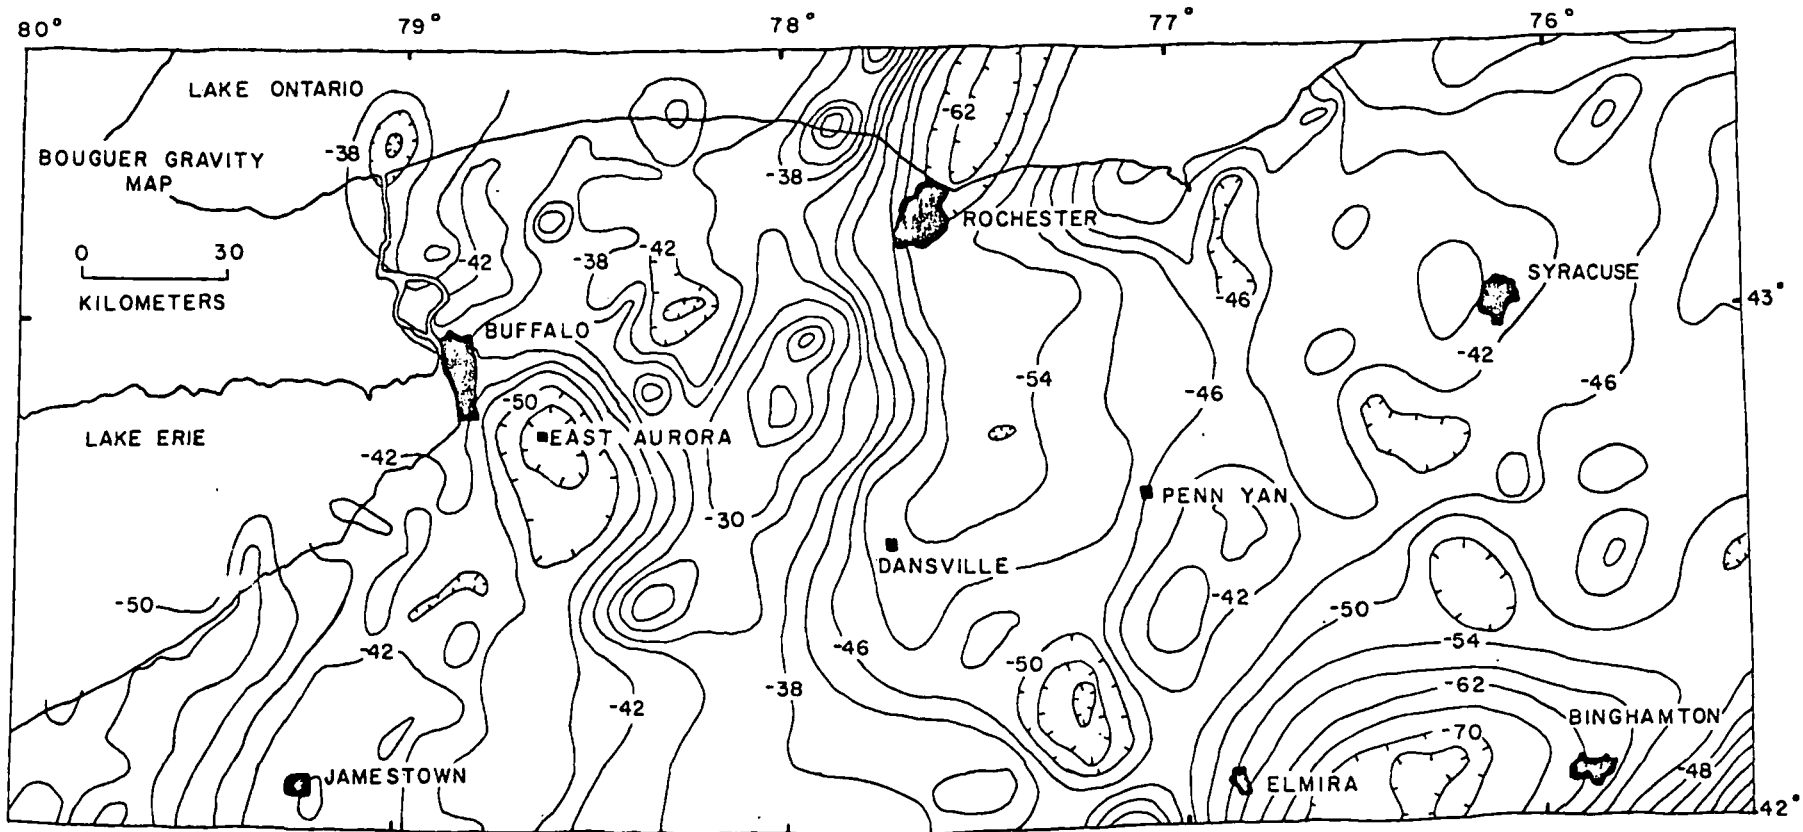 80° 79° 78° 77° 76°
LAKE ONTARIO
-62
-38
BOUGUER GRAVITY
MAP
-38
ROCHESTER
0 30
KILOMETERS
-42
-38
-42
-46
SYRACUSE
43°
BUFFALO
-42
-54
-46
-46
-50
EAST AURORA
LAKE ERIE
-42
PENN YAN
-30
DANSVILLE
-50
-42
-50
-42
-46
-54
-50
-38
-62
-42
BINGHAMTON
-70
JAMESTOWN
ELMIRA
-48
42°